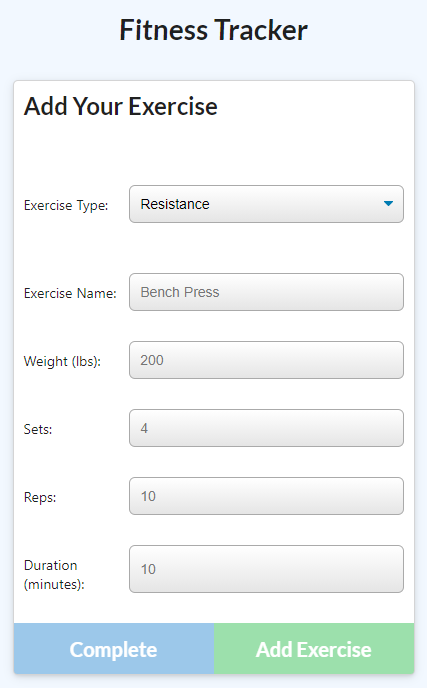 Fitness Tracker
Add Your Exercise
Exercise Type: Resistance
Exercise Name: Bench Press
Weight (lbs): 200
Sets: 4
Reps: 10
Duration
(minutes): 10
Complete Add Exercise